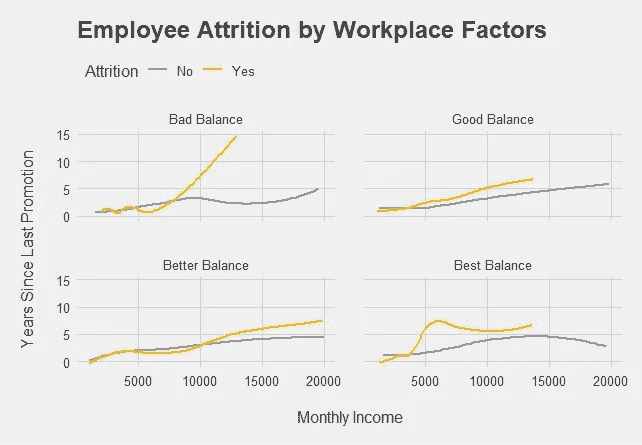 Employee Attrition by Workplace Factors
Attrition No Yes
Bad Balance Good Balance
15
10
5
0
Years Since Last Promotion
Better Balance Best Balance
15
10
5
0
5000 10000 15000 20000 5000 10000 15000 20000
Monthly Income